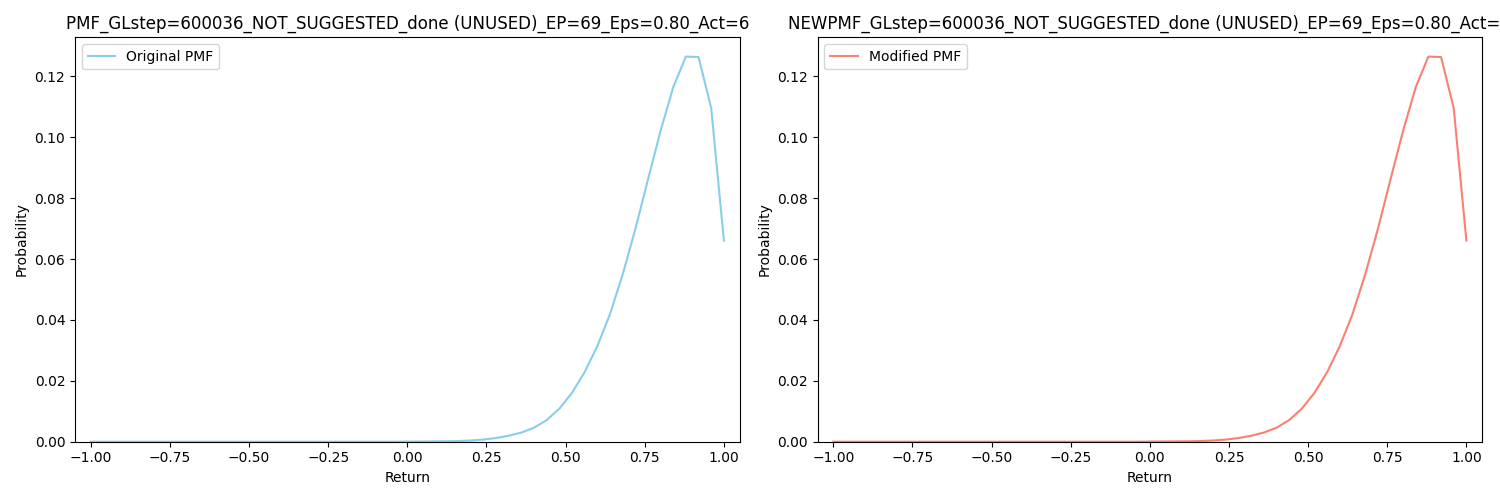 PMF_GLstep=600036_NOT_SUGGESTED_done (UNUSED)_EP=69_Eps=0.80_Act=6
Original PMF
0.12
0.10
0.08
0.06
0.04
0.02
0.00
Probability
−1.00 −0.75 −0.50 −0.25 0.00 0.25 0.50 0.75 1.00
Return
NEWPMF_GLstep=600036_NOT_SUGGESTED_done (UNUSED)_EP=69_Eps=0.80_Act=
Modified PMF
0.12
0.10
0.08
0.06
0.04
0.02
0.00
Probability
−1.00 −0.75 −0.50 −0.25 0.00 0.25 0.50 0.75 1.00
Return